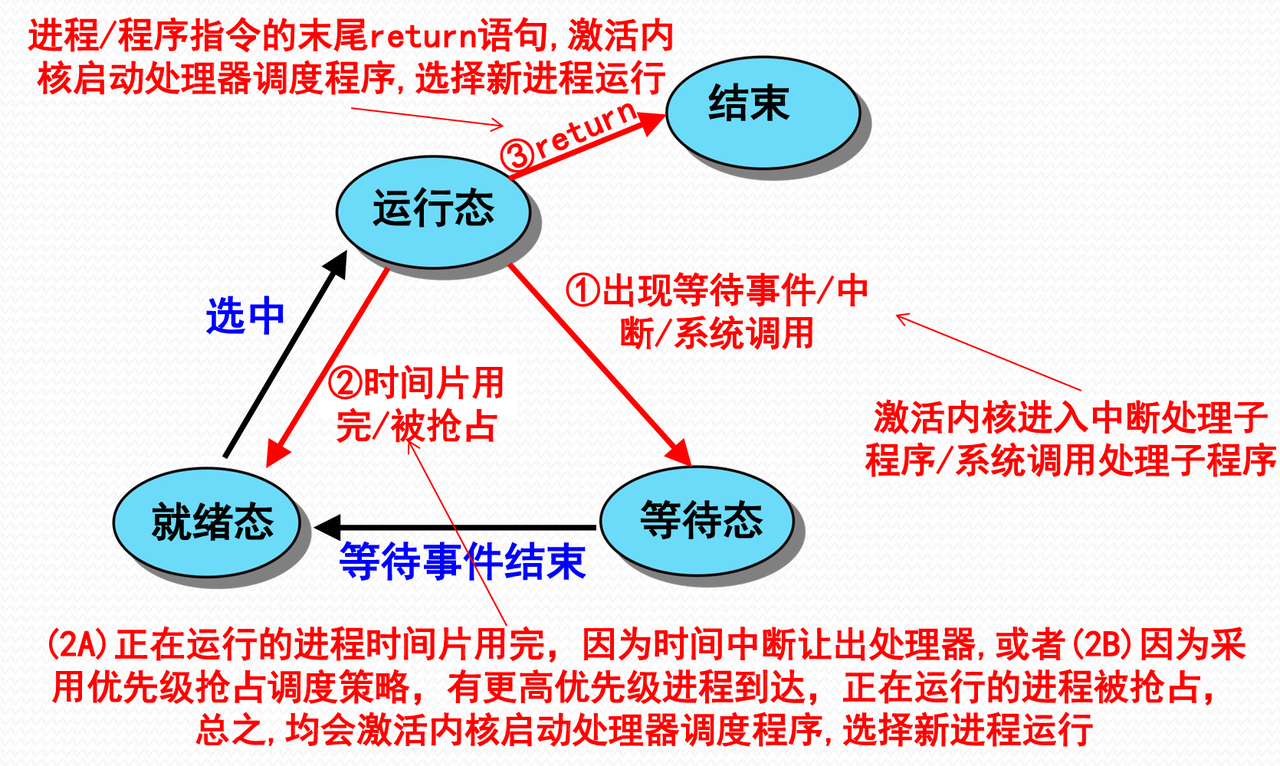 进程/程序指令的末尾return语句,激活内
核启动处理器调度程序,选择新进程运行
结束
③return
运行态
选中
①出现等待事件/中
断/系统调用
②时间片用
完/被抢占
激活内核进入中断处理子
程序/系统调用处理子程序
就绪态
等待态
等待事件结束
(2A)正在运行的进程时间片用完，因为时间中断让出处理器,或者(2B)因为采
用优先级抢占调度策略，有更高优先级进程到达，正在运行的进程被抢占，
总之,均会激活内核启动处理器调度程序,选择新进程运行